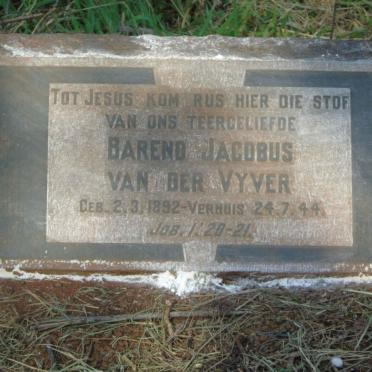 Tot Jesus kom rus hier die stof
van ons teergeliefde
Barend Jacobus
van der Vyver
Geb. 2.3.1892-Verhuis 24.7.44.
Job. 1:20-21.